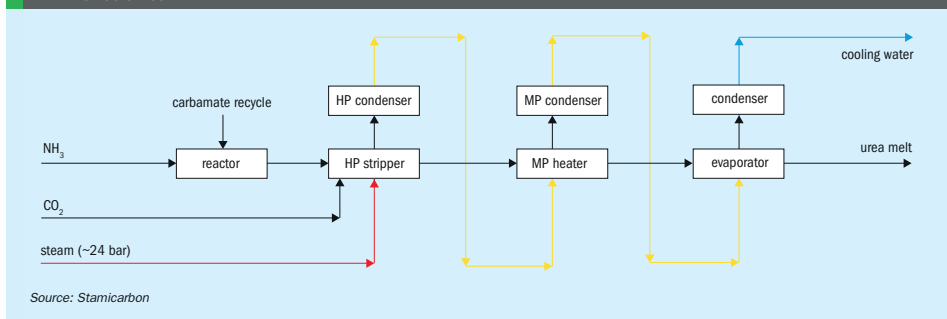 cooling water
HP condenser
MP condenser
condenser
carbamate recycle
NH₃
reactor
HP stripper
MP heater
evaporator
urea melt
CO₂
steam (~24 bar)
Source: Stamicarbon